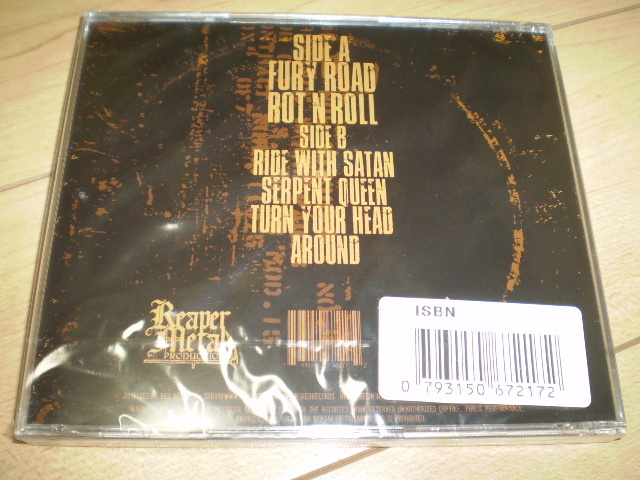 SIDE A
FURY ROAD
ROT N ROLL
SIDE B
RIDE WITH SATAN
SERPENT QUEEN
TURN YOUR HEAD
AROUND
Reaper
Metal
PRODUCTIONS
ISBN
0 793150 672172